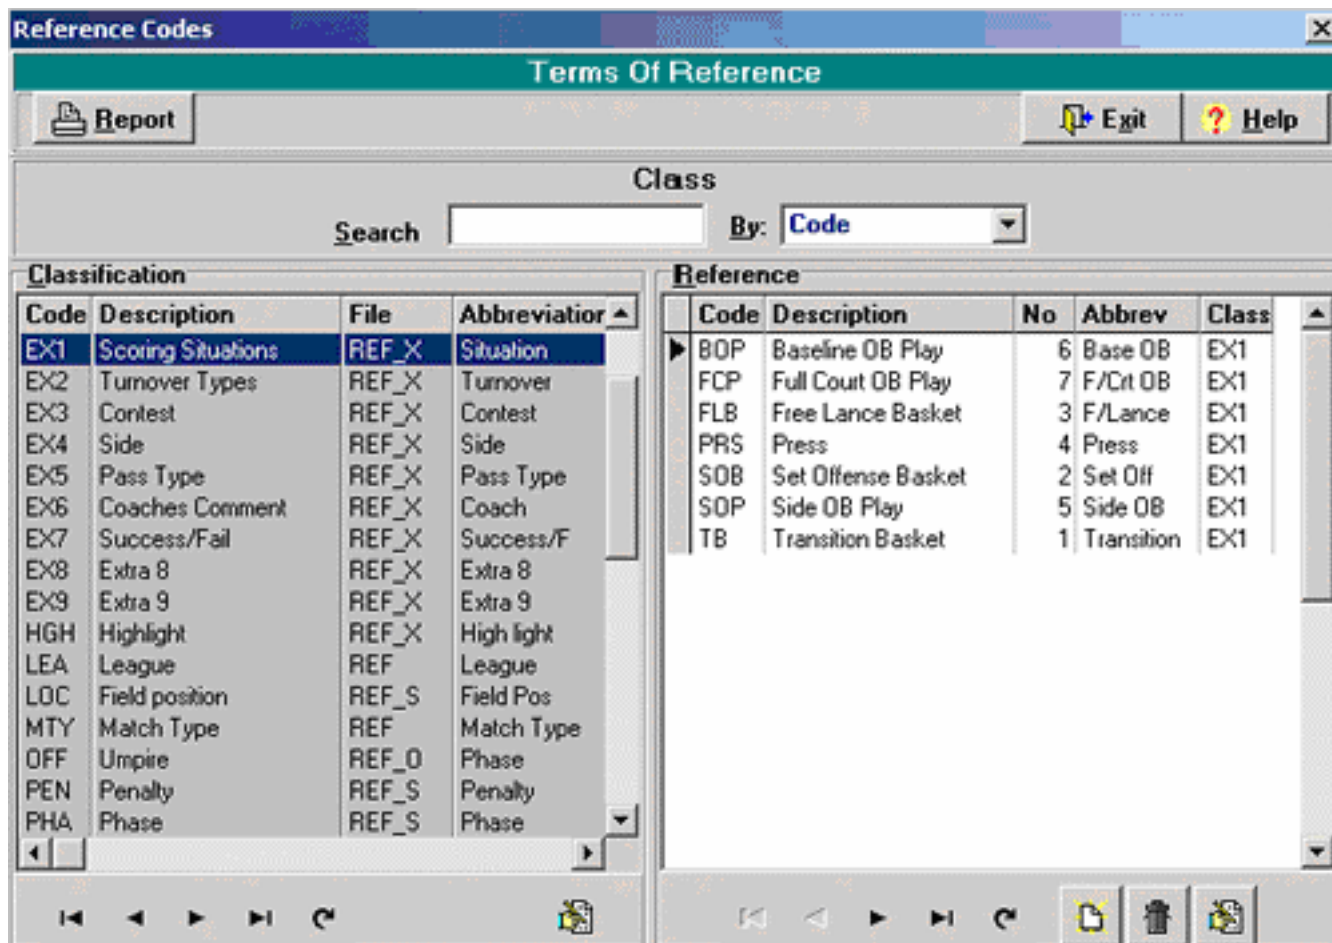 Reference Codes
Terms Of Reference
Report Exit ? Help
Class
Search By: Code
Classification
Code Description File Abbreviation
EX1 Scoring Situations REF_X Situation
EX2 Turnover Types REF_X Turnover
EX3 Contest REF_X Contest
EX4 Side REF_X Side
EX5 Pass Type REF_X Pass Type
EX6 Coaches Comment REF_X Coach
EX7 Success/Fail REF_X Success/F
EX8 Extra 8 REF_X Extra 8
EX9 Extra 9 REF_X Extra 9
HGH Highlight REF_X High light
LEA League REF League
LOC Field position REF_S Field Pos
MTY Match Type REF Match Type
OFF Umpire REF_O Phase
PEN Penalty REF_S Penalty
PHA Phase REF_S Phase
Reference
Code Description No Abbrev Class
BOP Baseline OB Play 6 Base OB EX1
FCP Full Court OB Play 7 F/Crt OB EX1
FLB Free Lance Basket 3 F/Lance EX1
PRS Press 4 Press EX1
SOB Set Offense Basket 2 Set Off EX1
SOP Side OB Play 5 Side OB EX1
TB Transition Basket 1 Transition EX1